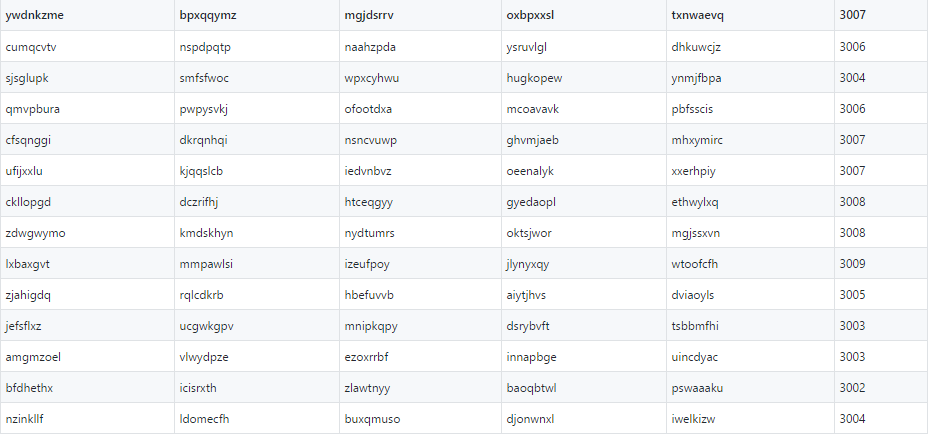 ywdnkzme bpxqqymz mgjdsrrv oxbpxxsl txnwaevq 3007
cumqcvtv nspdpqtp naahzpda ysruvlgl dhkuwcjz 3006
sjsglupk smfsfwoc wpxcyhwu hugkopew ynmjfbpa 3004
qmvpbura pwpysvkj ofootdxa mcoavavk pbfsscis 3006
cfsqnggi dkrqnhqi nsncvuwp ghvmjaeb mhxymirc 3007
ufijxxlu kjqqslcb iedvnbvz oeenalyk xxerhpiy 3007
ckllopgd dczrifhj htceqgyy gyedaopl ethwylxq 3008
zdwgwymo kmdskhyn nydtumrs oktsjwor mgjssxvn 3008
lxbaxgvt mmpawlsi izeufpoy jlynyxqy wtoofcfh 3009
zjahigdq rqlcdkrb hbefuvvb aiytjhvs dviaoyls 3005
jefsflxz ucgwkgpv mnipkqpy dsrybvft tsbbmfhi 3003
amgmzoel vlwydpze ezoxrrbf innapbge uincdyac 3003
bfdhethx icisrxth zlawtnyy baoqbtwl pswaaaku 3002
nzinkllf ldomecfh buxqmuso djonwnxl iwelkizw 3004